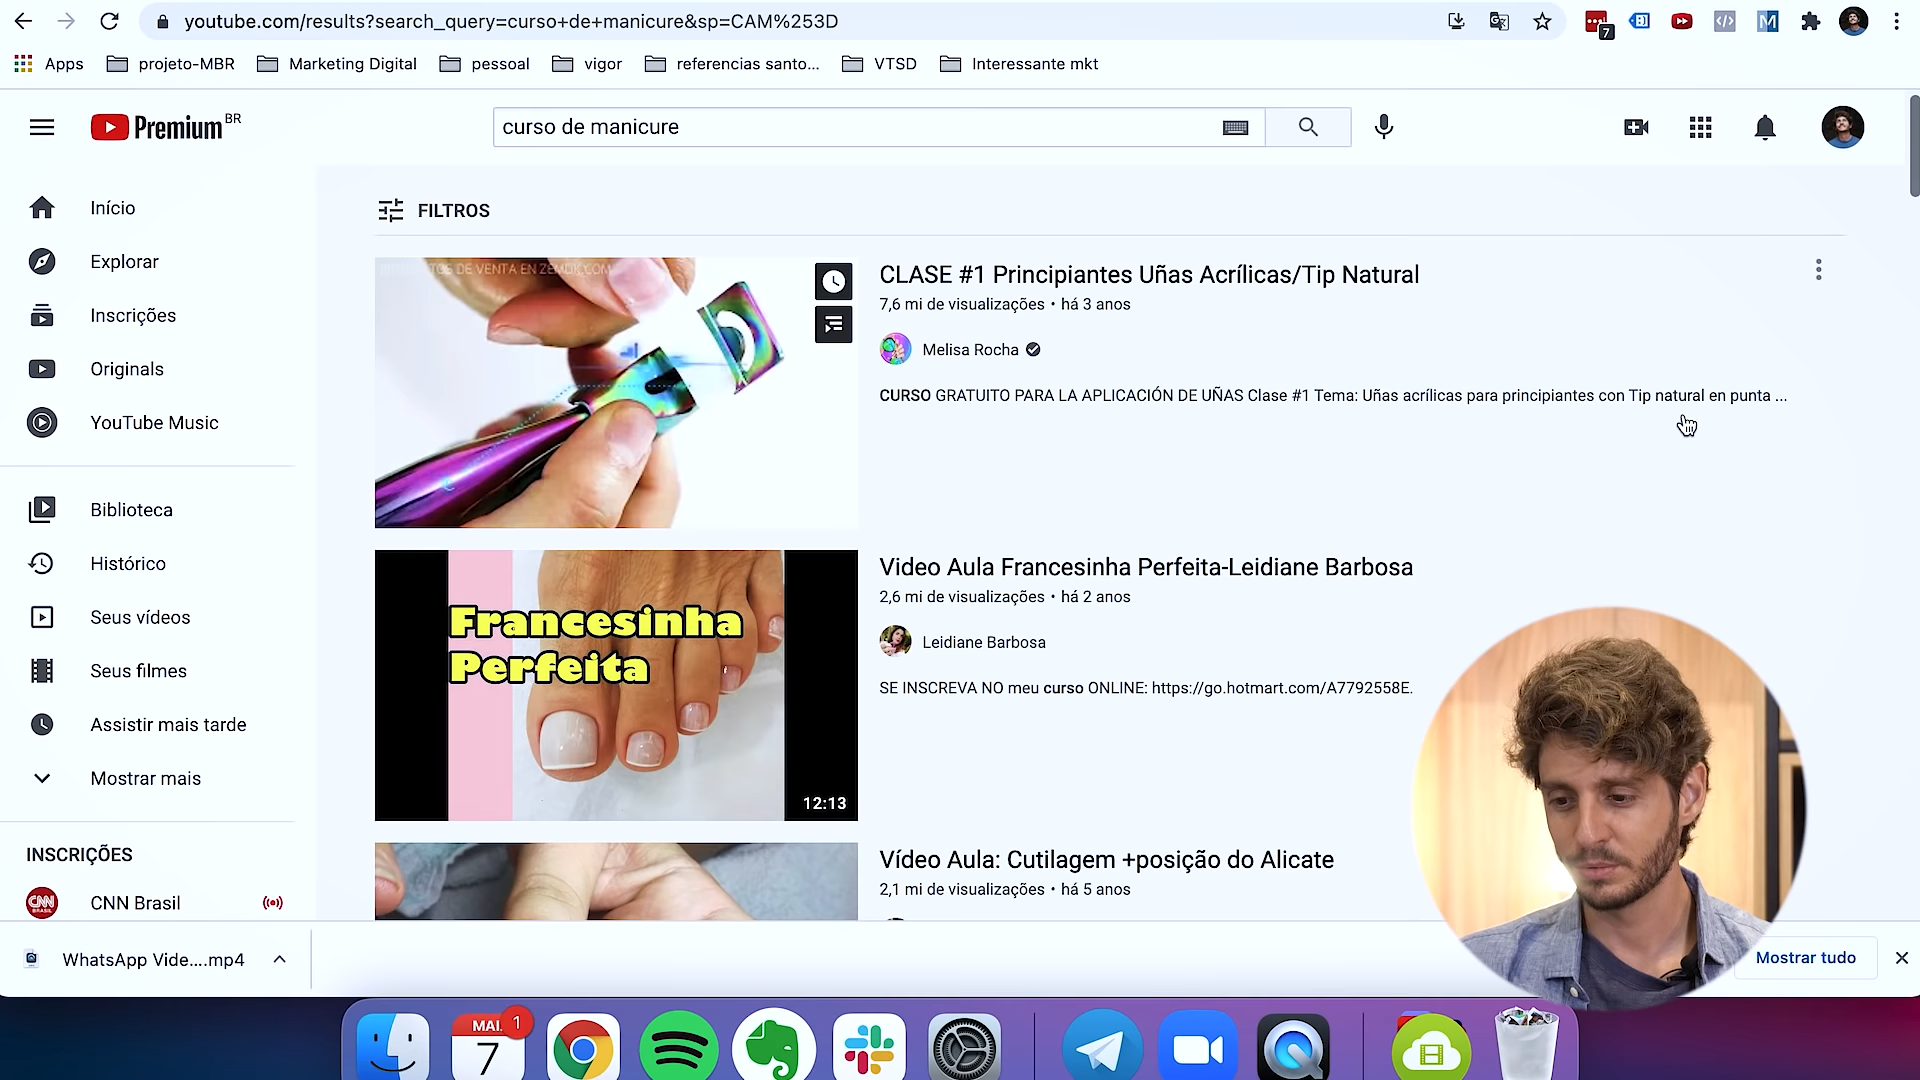 youtube.com/results?search_query=curso+de+manicure&sp=CAM%253D
7
Apps
projeto-MBR
Marketing Digital
pessoal
vigor
referencias santo...
VTSD
Interessante mkt
Premium BR
curso de manicure
Início
Explorar
Inscrições
Originals
YouTube Music
Biblioteca
Histórico
Seus vídeos
Seus filmes
Assistir mais tarde
Mostrar mais
INSCRIÇÕES
CNN Brasil
FILTROS
DE VENTA EN ZEMDK.COM
CLASE #1 Principiantes Uñas Acrílicas/Tip Natural
7,6 mi de visualizações • há 3 anos
Melisa Rocha
CURSO GRATUITO PARA LA APLICACIÓN DE UÑAS Clase #1 Tema: Uñas acrílicas para principiantes con Tip natural en punta ...
Francesinha
Perfeita
12:13
Video Aula Francesinha Perfeita-Leidiane Barbosa
2,6 mi de visualizações • há 2 anos
Leidiane Barbosa
SE INSCREVA NO meu curso ONLINE: https://go.hotmart.com/A7792558E.
Vídeo Aula: Cutilagem +posição do Alicate
2,1 mi de visualizações • há 5 anos
WhatsApp Vide....mp4
Mostrar tudo
MAI.
1
7